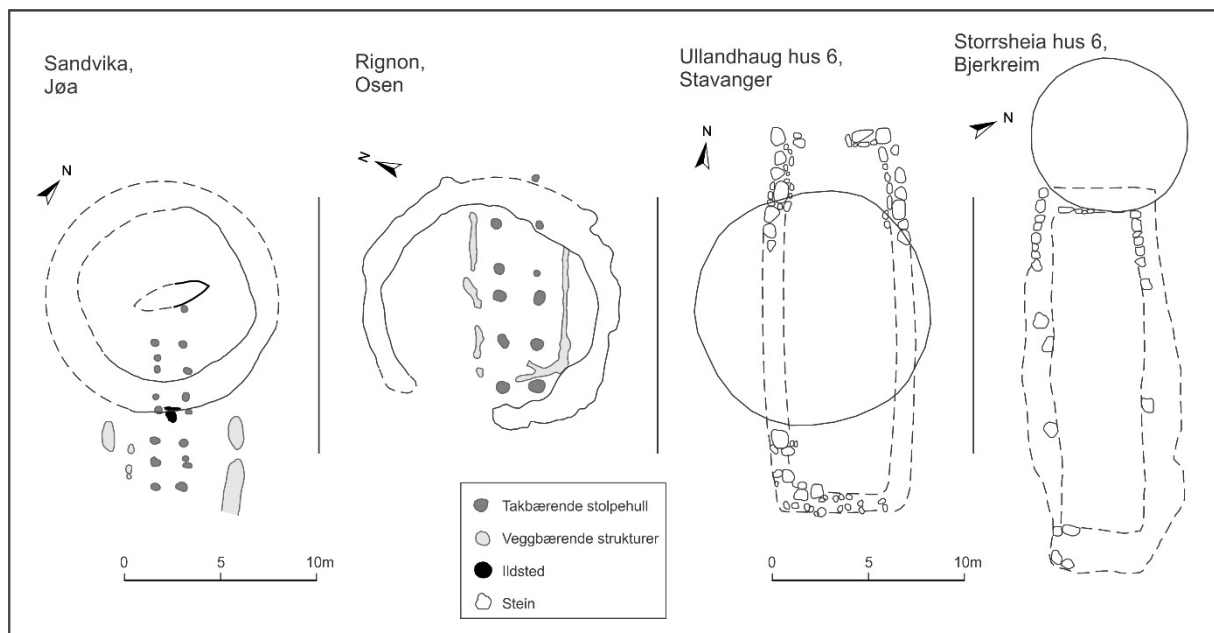 Sandvika,
Jøa
Rignon,
Osen
Ullandhaug hus 6,
Stavanger
Storrsheia hus 6,
Bjerkreim
N
N
N
N
Takbærende stolpehull
Veggbærende strukturer
Ildsted
Stein
0 5 10m
0 5 10m